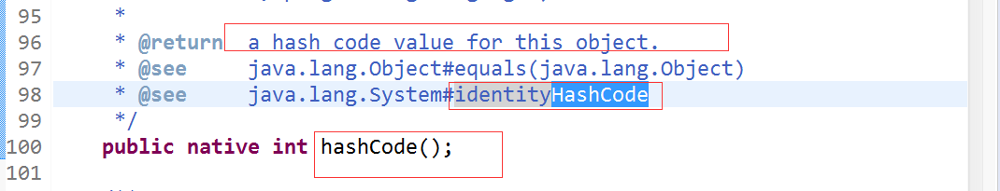 95 *
96 * @return a hash code value for this object.
97 * @see java.lang.Object#equals(java.lang.Object)
98 * @see java.lang.System#identityHashCode
99 */
100 public native int hashCode();
101